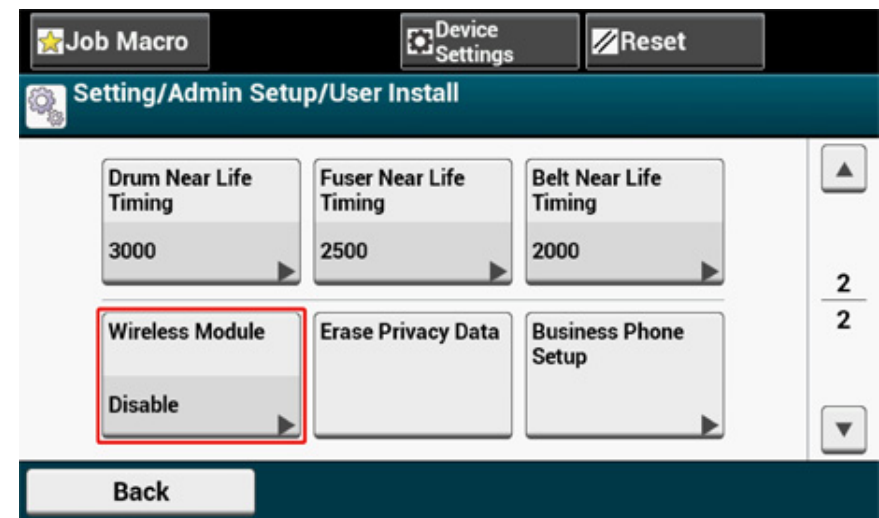 Job Macro
Device
Settings
Reset
Setting/Admin Setup/User Install
Drum Near Life
Timing
3000
Fuser Near Life
Timing
2500
Belt Near Life
Timing
2000
Wireless Module
Disable
Erase Privacy Data
Business Phone
Setup
2
2
Back